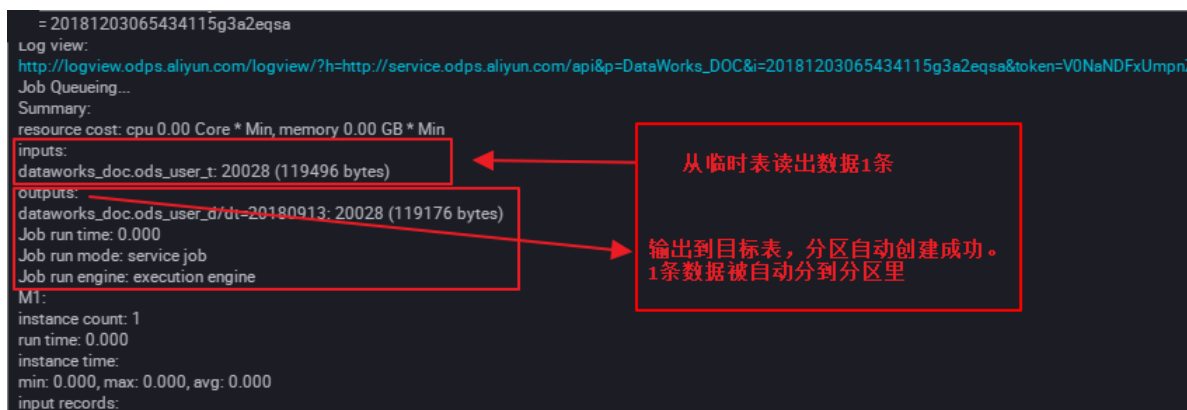 = 20181203065434115g3a2eqsa
Log view:
http://logview.odps.aliyun.com/logview/?h=http://service.odps.aliyun.com/api&p=DataWorks_DOC&i=20181203065434115g3a2eqsa&token=V0NaNDFxUmpn
Job Queueing...
Summary:
resource cost: cpu 0.00 Core * Min, memory 0.00 GB * Min
inputs:
dataworks_doc.ods_user_t: 20028 (119496 bytes)
从临时表读出数据1条
outputs:
dataworks_doc.ods_user_d/dt=20180913: 20028 (119176 bytes)
Job run time: 0.000
Job run mode: service job
Job run engine: execution engine
输出到目标表，分区自动创建成功。
1条数据被自动分到分区里
M1:
instance count: 1
run time: 0.000
instance time:
min: 0.000, max: 0.000, avg: 0.000
input records: